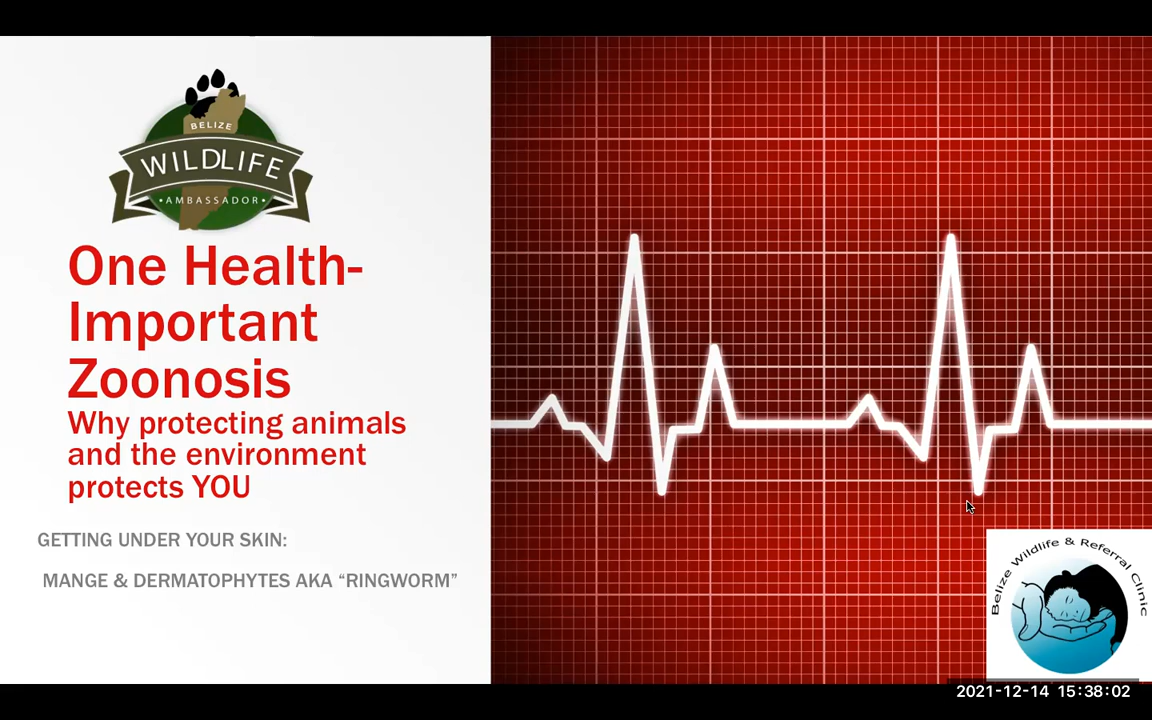 BELIZE
WILDLIFE
•AMBASSADOR•
One Health-
Important
Zoonosis
Why protecting animals
and the environment
protects YOU
GETTING UNDER YOUR SKIN:
MANGE & DERMATOPHYTES AKA “RINGWORM”
Belize Wildlife & Referral Clinic
2021-12-14 15:38:02